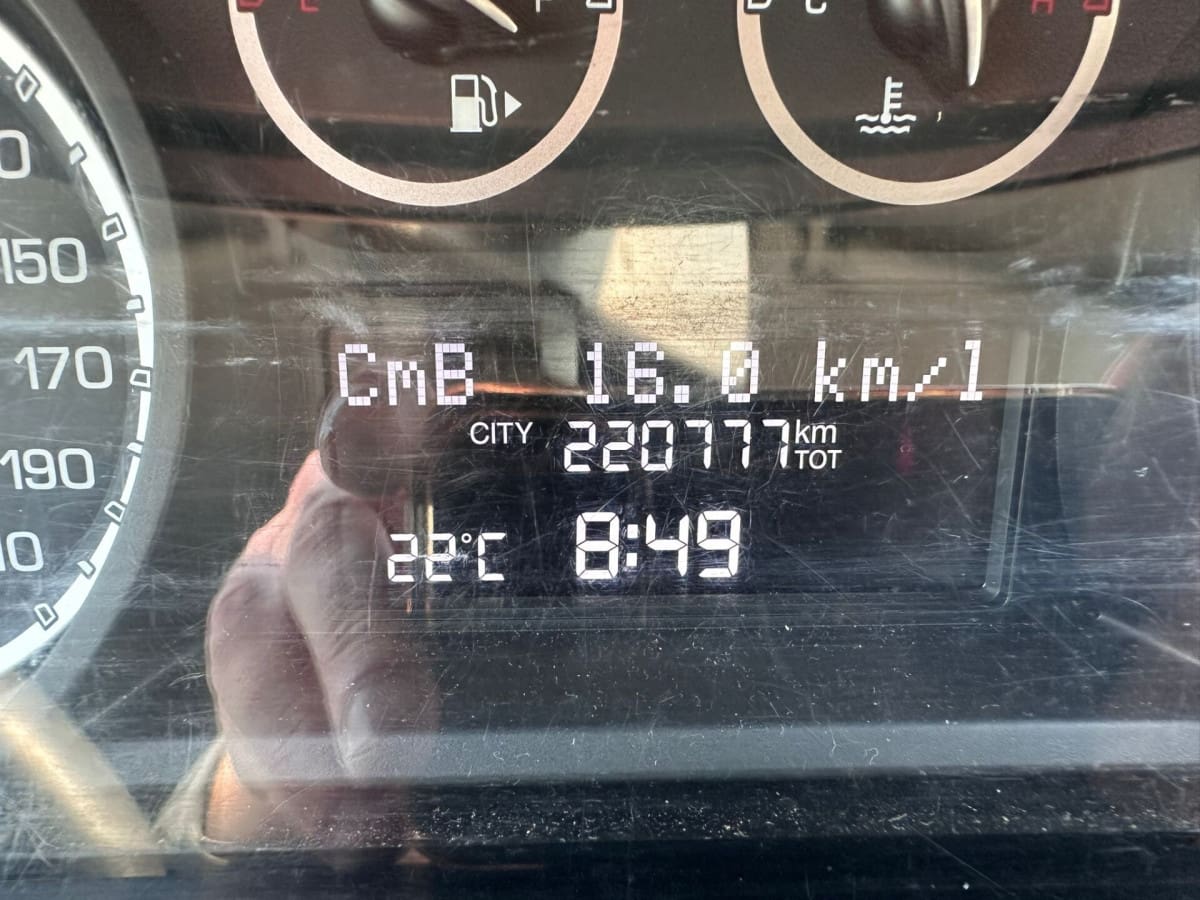 E F C H
150
170
190
CmB 16.0 km/l
CITY 220777 km
TOT
22°C 8:49